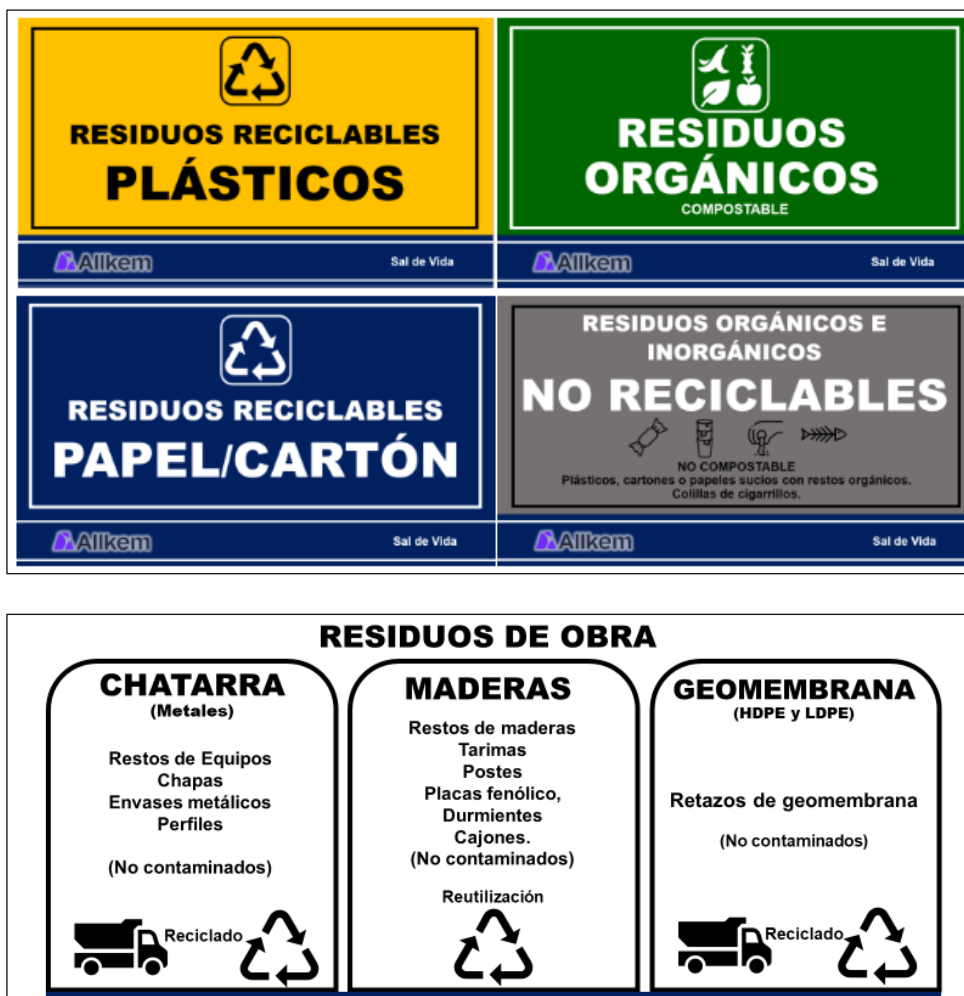 RESIDUOS RECICLABLES
PLÁSTICOS
Allkem
Sal de Vida
RESIDUOS
ORGÁNICOS
COMPOSTABLE
Allkem
Sal de Vida
RESIDUOS RECICLABLES
PAPEL/CARTÓN
Allkem
Sal de Vida
RESIDUOS ORGÁNICOS E
INORGÁNICOS
NO RECICLABLES
NO COMPOSTABLE
Plásticos, cartones o papeles sucios con restos orgánicos.
Colillas de cigarrillos.
Allkem
Sal de Vida
RESIDUOS DE OBRA
CHATARRA
(Metales)
Restos de Equipos
Chapas
Envases metálicos
Perfiles
(No contaminados)
Reciclado
MADERAS
Restos de maderas
Tarimas
Postes
Placas fenólico,
Durmientes
Cajones.
(No contaminados)
Reutilización
GEOMEMBRANA
(HDPE y LDPE)
Retazos de geomembrana
(No contaminados)
Reciclado